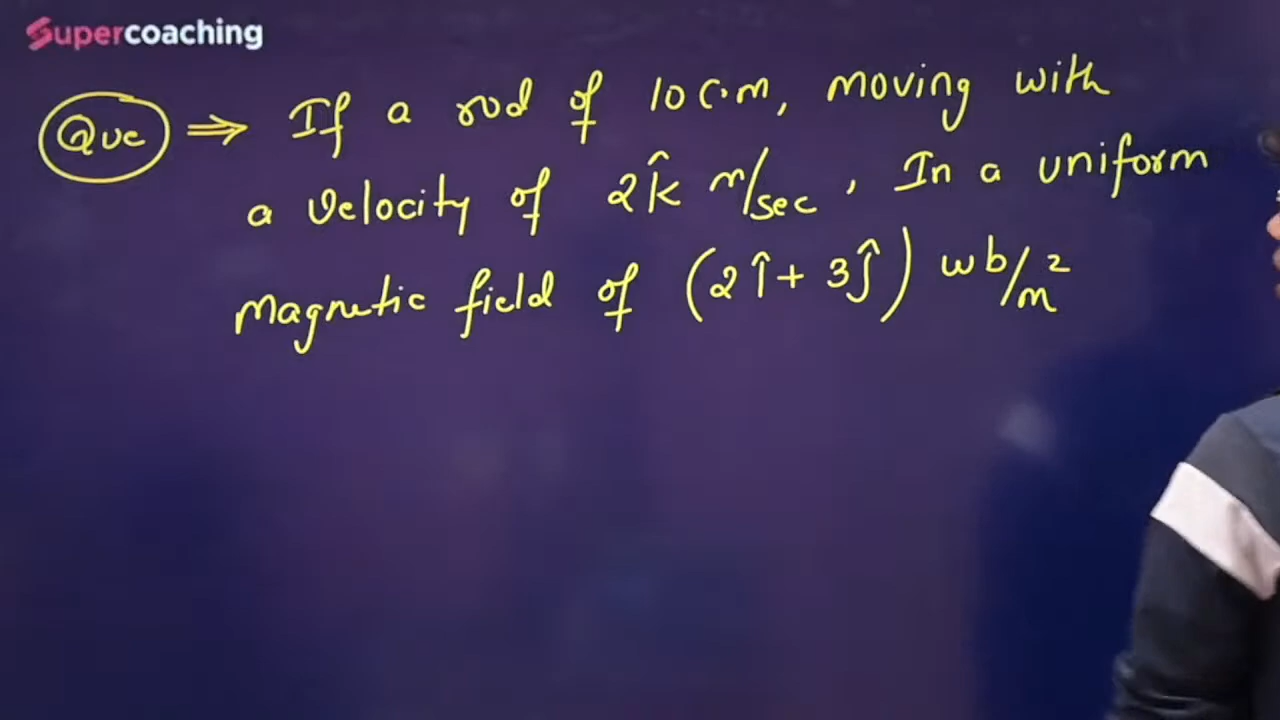 Supercoaching
Que ⇒ If a rod of 10 c.m, moving with
a velocity of 2k̂ m/sec, In a uniform
magnetic field of (2î + 3ĵ) wb/m²